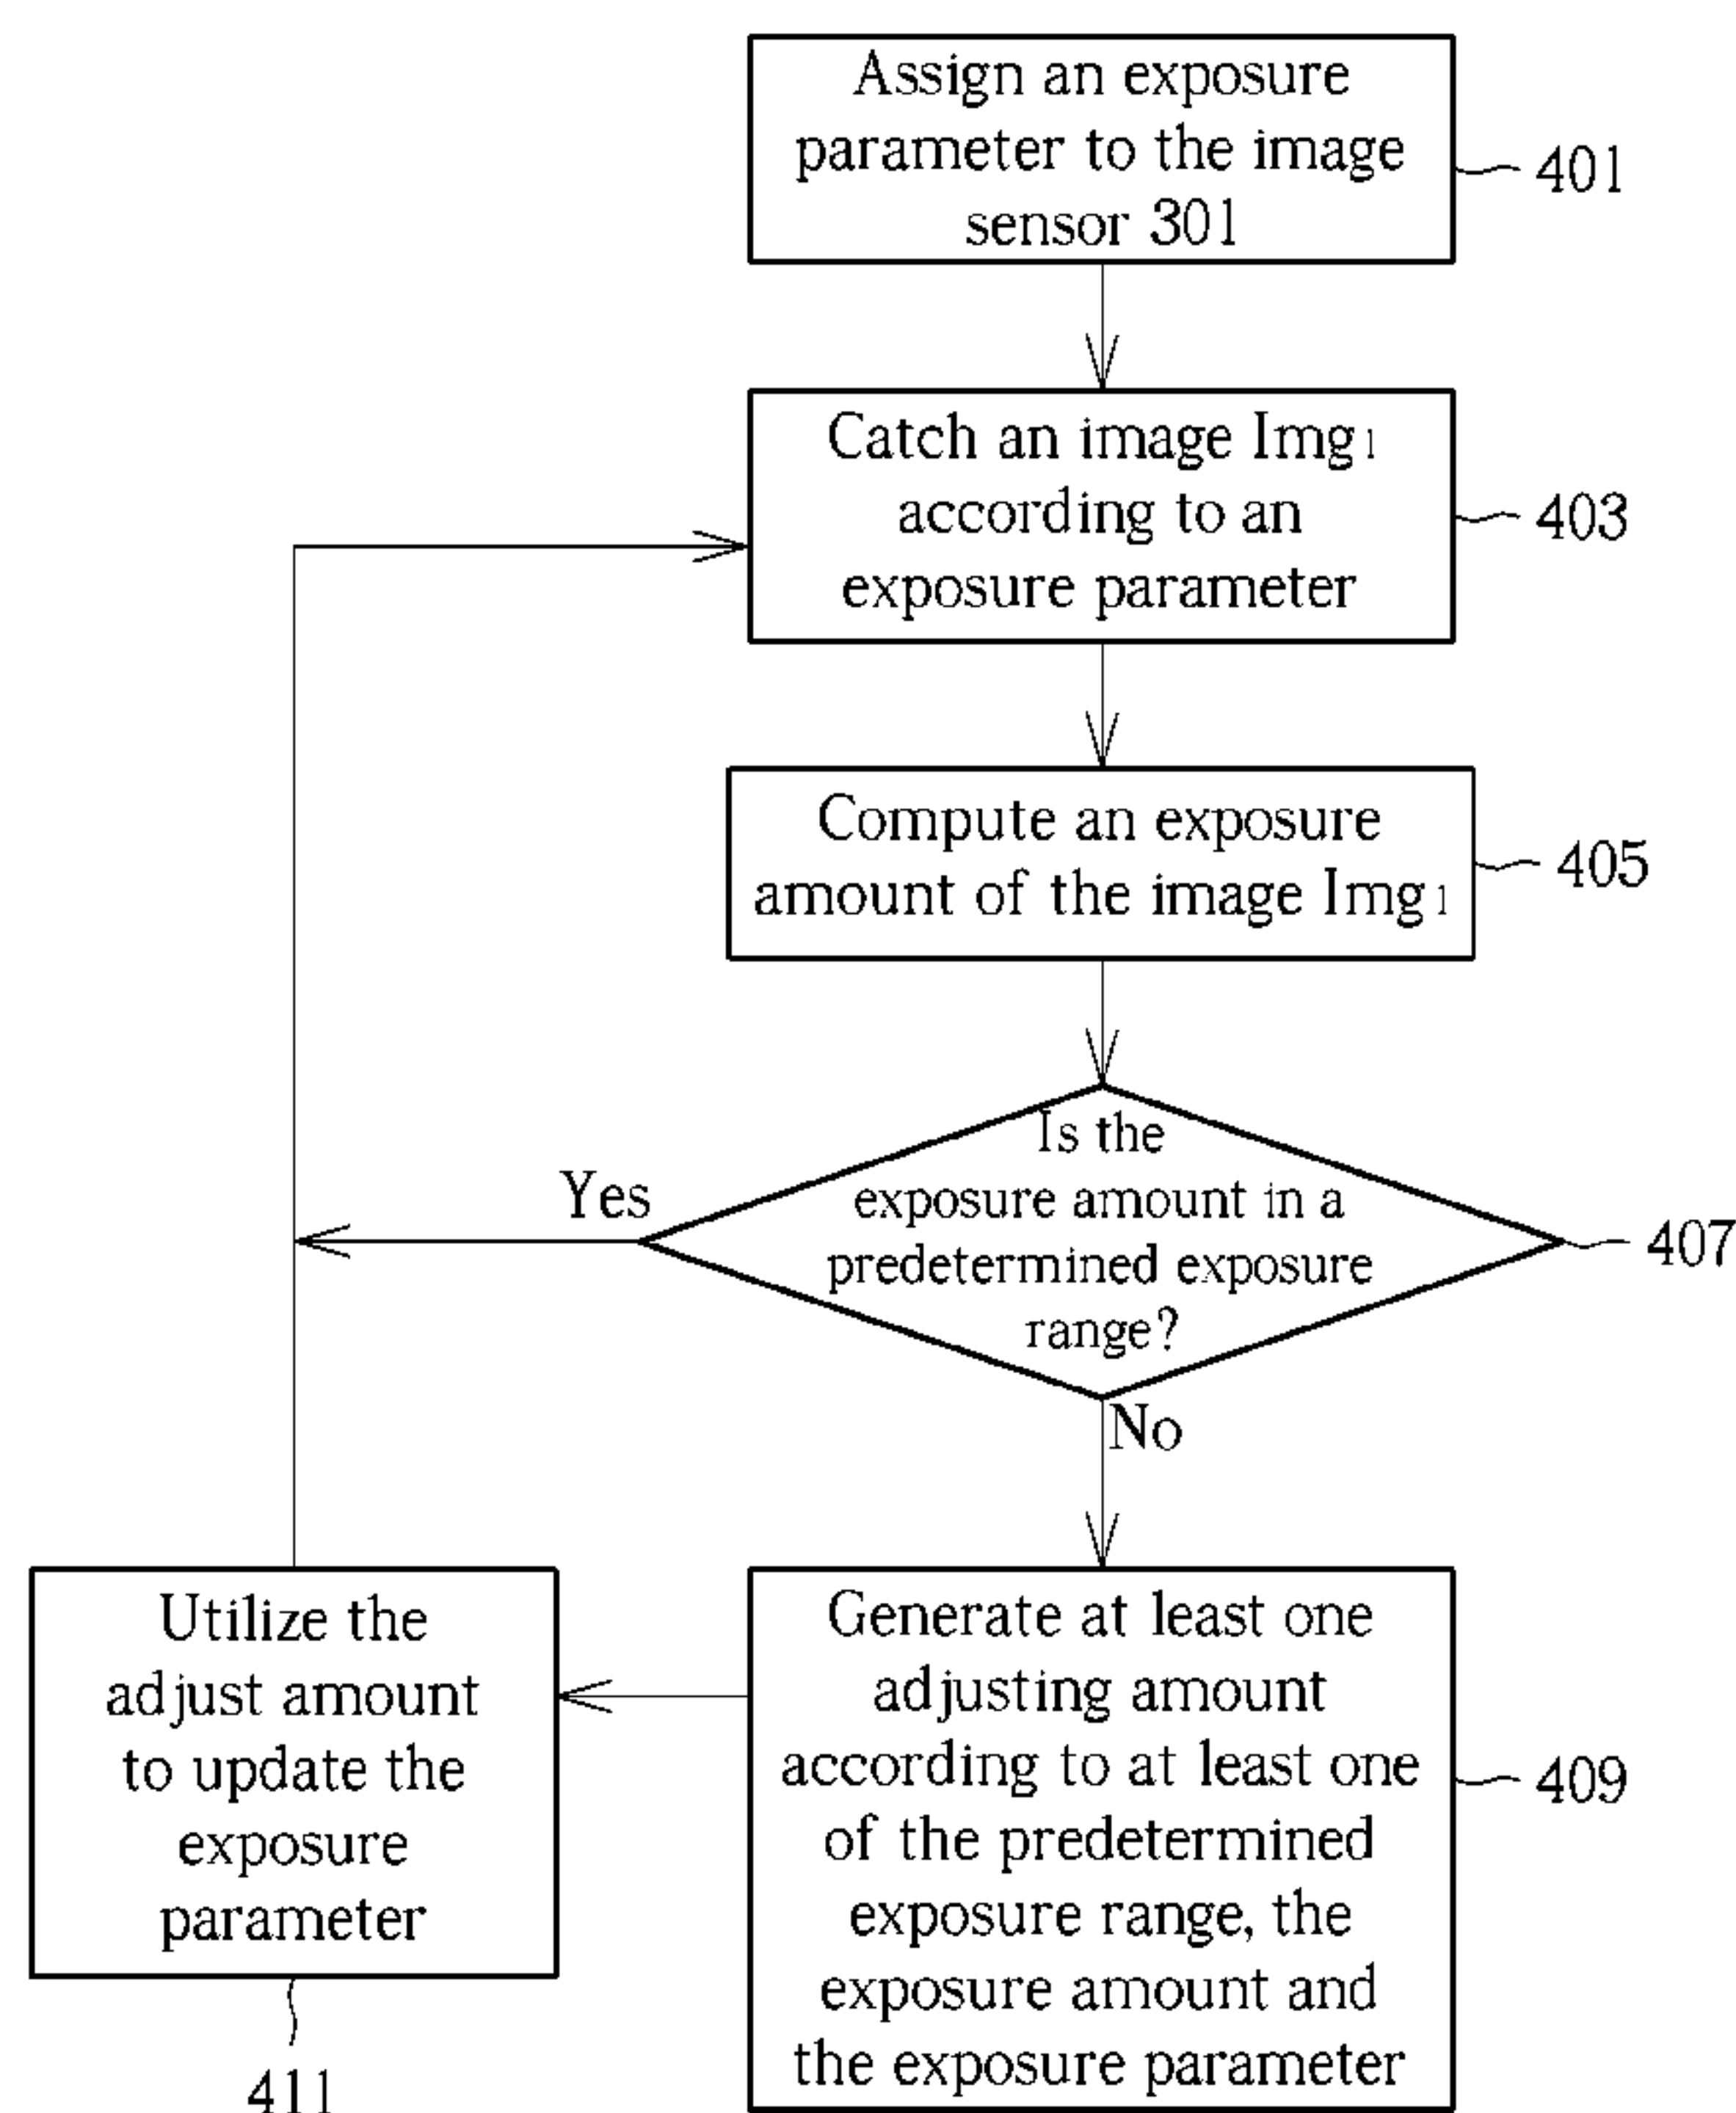 Assign an exposure
parameter to the image
sensor 301
401
Catch an image Img1
according to an
exposure parameter
403
Compute an exposure
amount of the image Img1
405
Is the
exposure amount in a
predetermined exposure
range?
407
Yes
No
Generate at least one
adjusting amount
according to at least one
of the predetermined
exposure range, the
exposure amount and
the exposure parameter
409
Utilize the
adjust amount
to update the
exposure
parameter
411